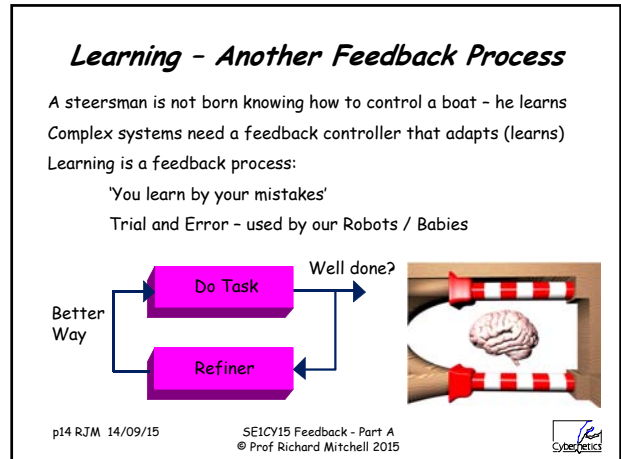 Learning – Another Feedback Process
A steersman is not born knowing how to control a boat – he learns
Complex systems need a feedback controller that adapts (learns)
Learning is a feedback process:
‘You learn by your mistakes’
Trial and Error – used by our Robots / Babies
Well done?
Do Task
Better
Way
Refiner
p14 RJM 14/09/15
SE1CY15 Feedback - Part A
© Prof Richard Mitchell 2015
Cybernetics